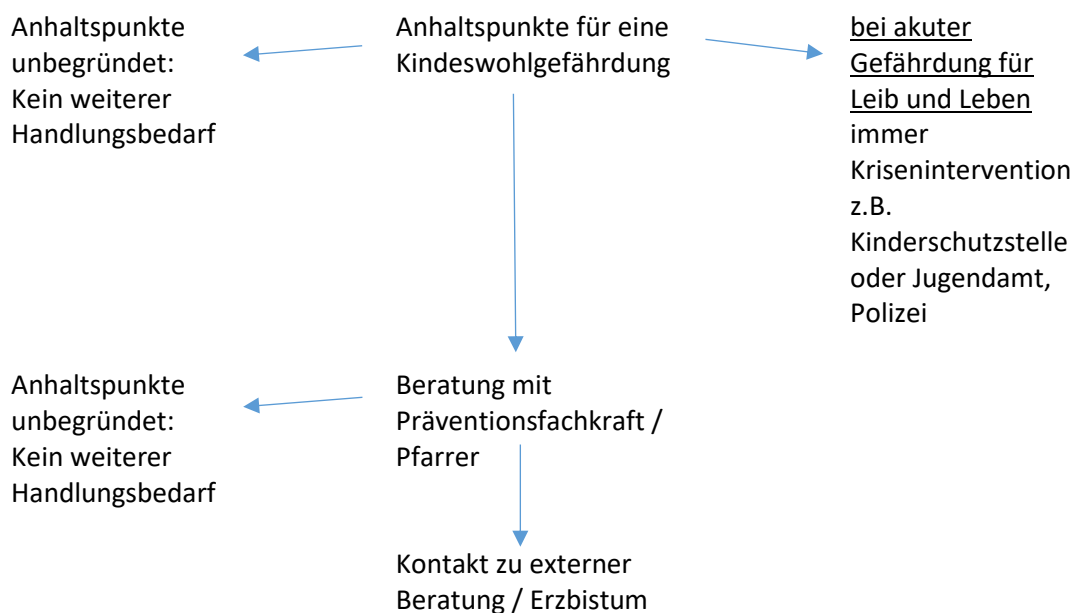 Anhaltspunkte
unbegründet:
Kein weiterer
Handlungsbedarf
Anhaltspunkte für eine
Kindeswohlgefährdung
bei akuter
Gefährdung für
Leib und Leben
immer
Krisenintervention
z.B.
Kinderschutzstelle
oder Jugendamt,
Polizei
Anhaltspunkte
unbegründet:
Kein weiterer
Handlungsbedarf
Beratung mit
Präventionsfachkraft /
Pfarrer
Kontakt zu externer
Beratung / Erzbistum